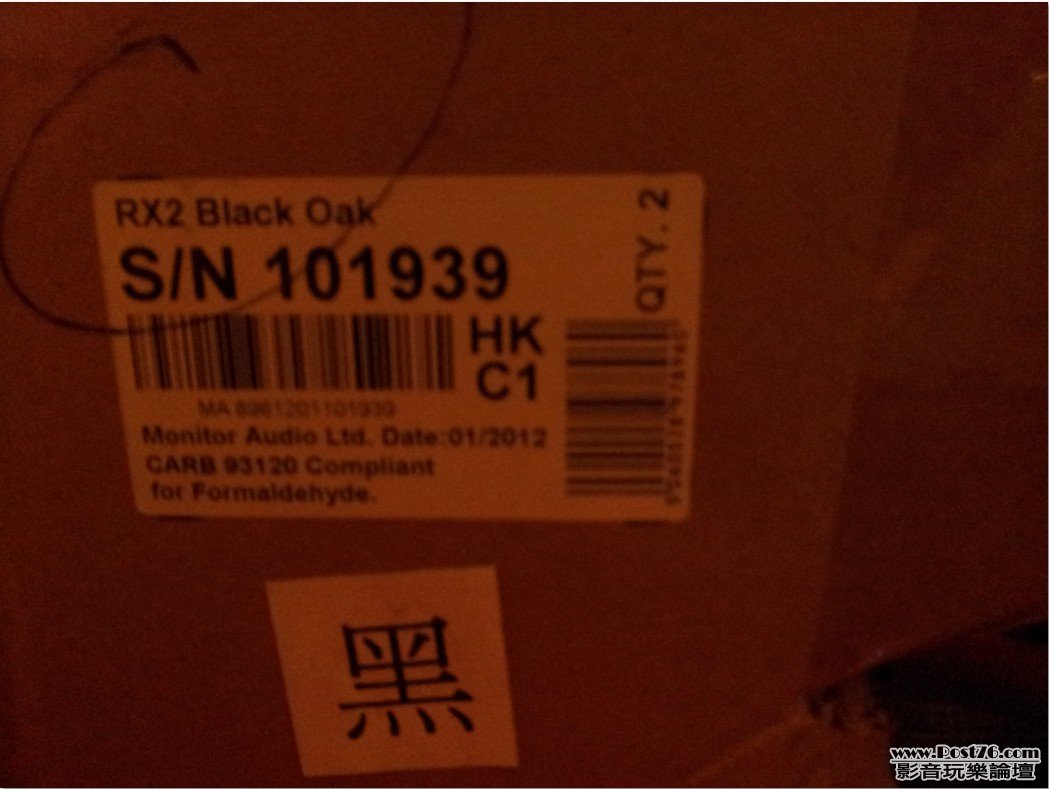 RX2 Black Oak
S/N 101939
QTY. 2
HK
C1
MA 8961201101939
Monitor Audio Ltd. Date:01/2012
CARB 93120 Compliant
for Formaldehyde.
黑
www.Post76.com
影音玩樂論壇